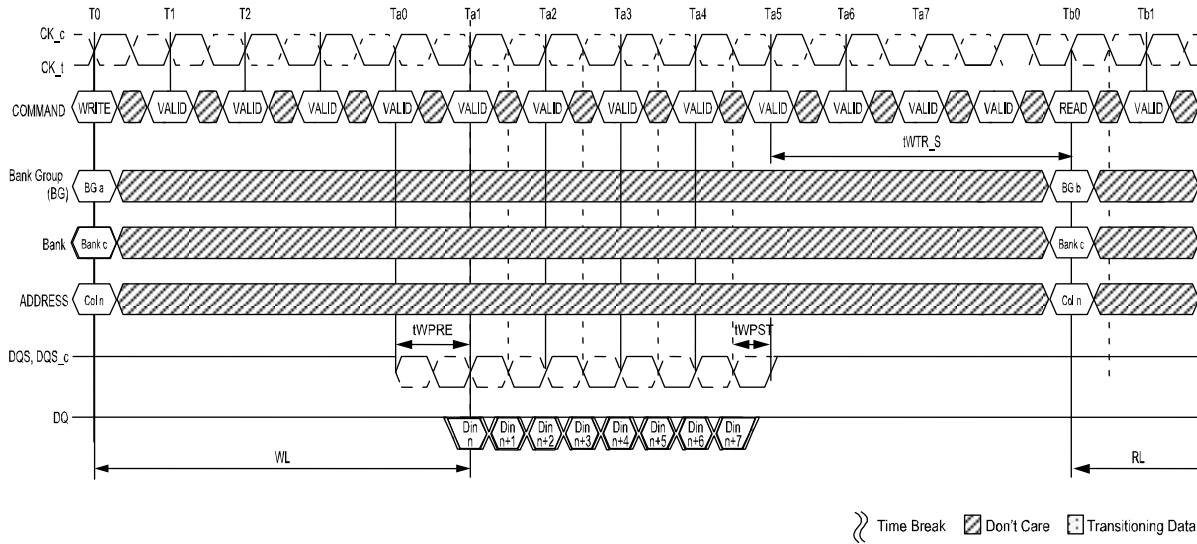 T0 T1 T2 Ta0 Ta1 Ta2 Ta3 Ta4 Ta5 Ta6 Ta7 Tb0 Tb1
CK_c
CK_t
COMMAND WRITE VALID VALID VALID VALID VALID VALID VALID VALID VALID VALID VALID VALID READ VALID
tWTR_S
Bank Group
(BG) BG a BG b
Bank Bank c Bank c
ADDRESS Col n Col n
tWPRE tWPST
DQS, DQS_c
DQ
Din n Din n+1 Din n+2 Din n+3 Din n+4 Din n+5 Din n+6 Din n+7
WL RL
Time Break Don't Care Transitioning Data